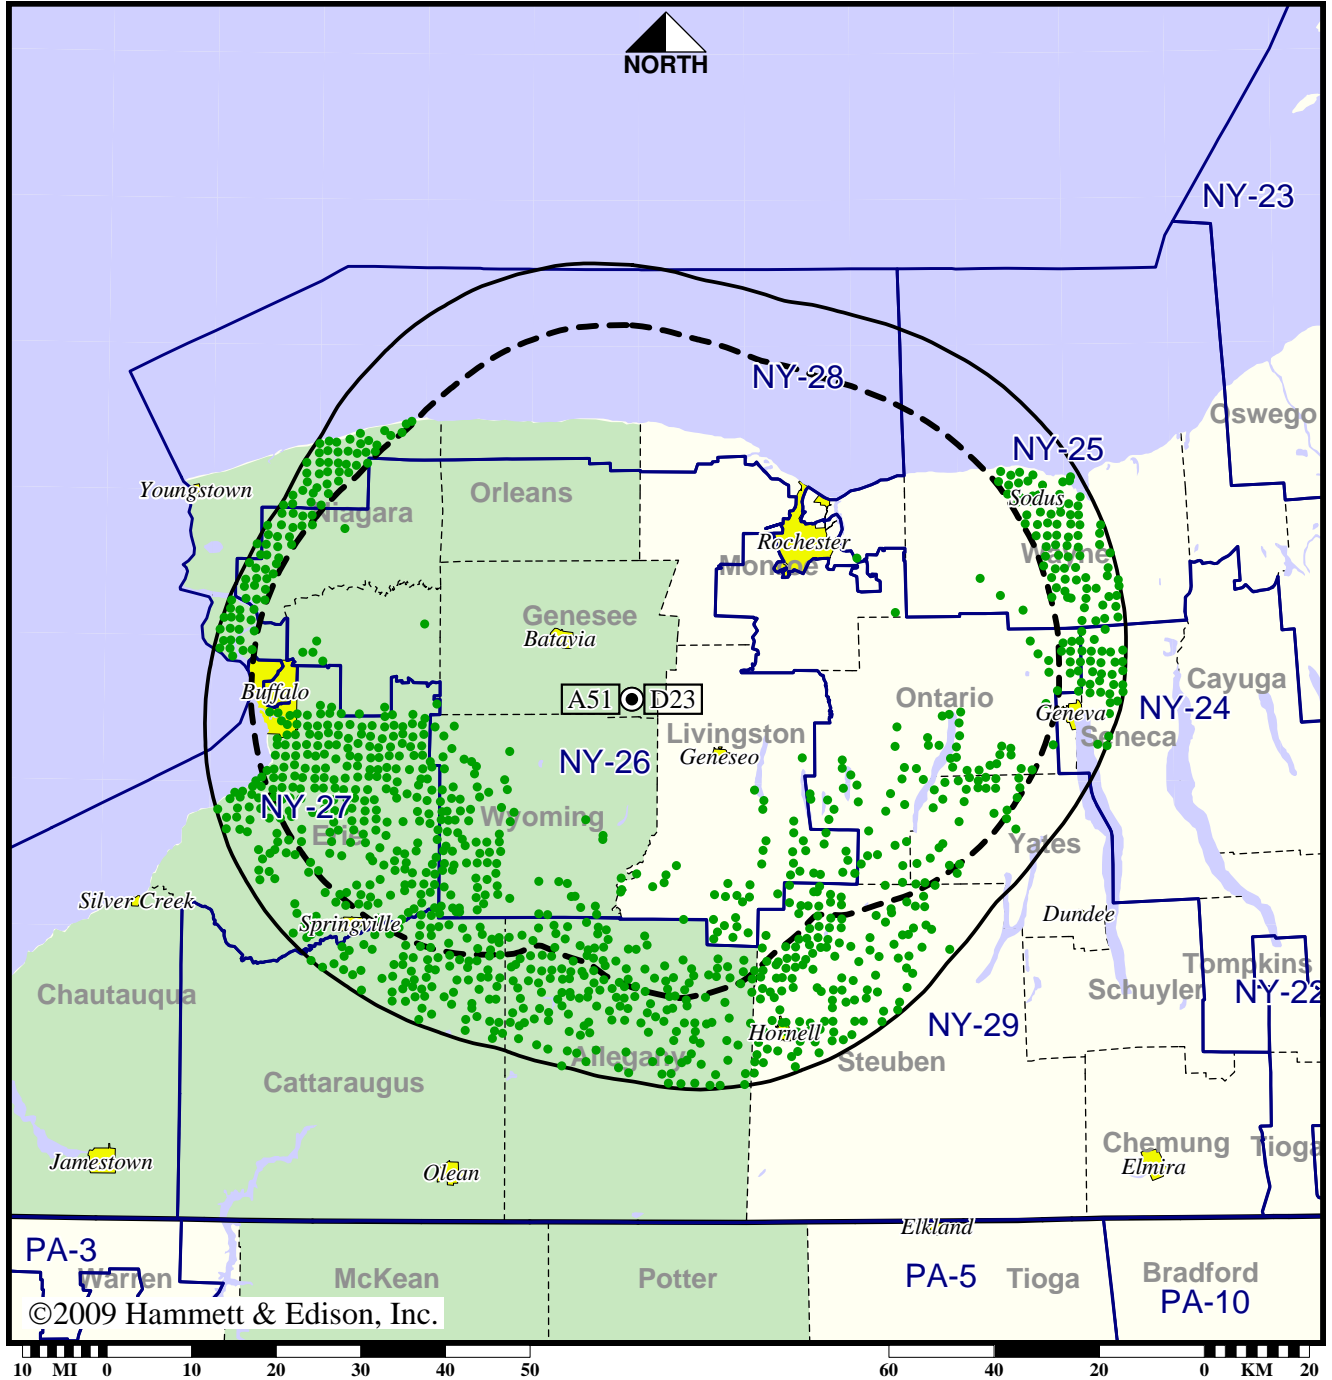 NORTH
NY-23
NY-28
Oswego
NY-25
Youngstown
Orleans
Sodus
Niagara
Rochester
Wayne
Monroe
Genesee
Batavia
Cayuga
Buffalo
A51
D23
Ontario
NY-24
Geneva
Seneca
Livingston
Geneseo
NY-26
NY-27
Wyoming
Erie
Yates
Silver Creek
Springville
Dundee
Tompkins
Chautauqua
Schuyler
NY-22
NY-29
Hornell
Allegany
Steuben
Cattaraugus
Chemung
Tioga
Jamestown
Olean
Elmira
Elkland
PA-3
Warren
McKean
Potter
PA-5
Tioga
Bradford
PA-10
©2009 Hammett & Edison, Inc.
10 MI 0 10 20 30 40 50 60 40 20 0 KM 20